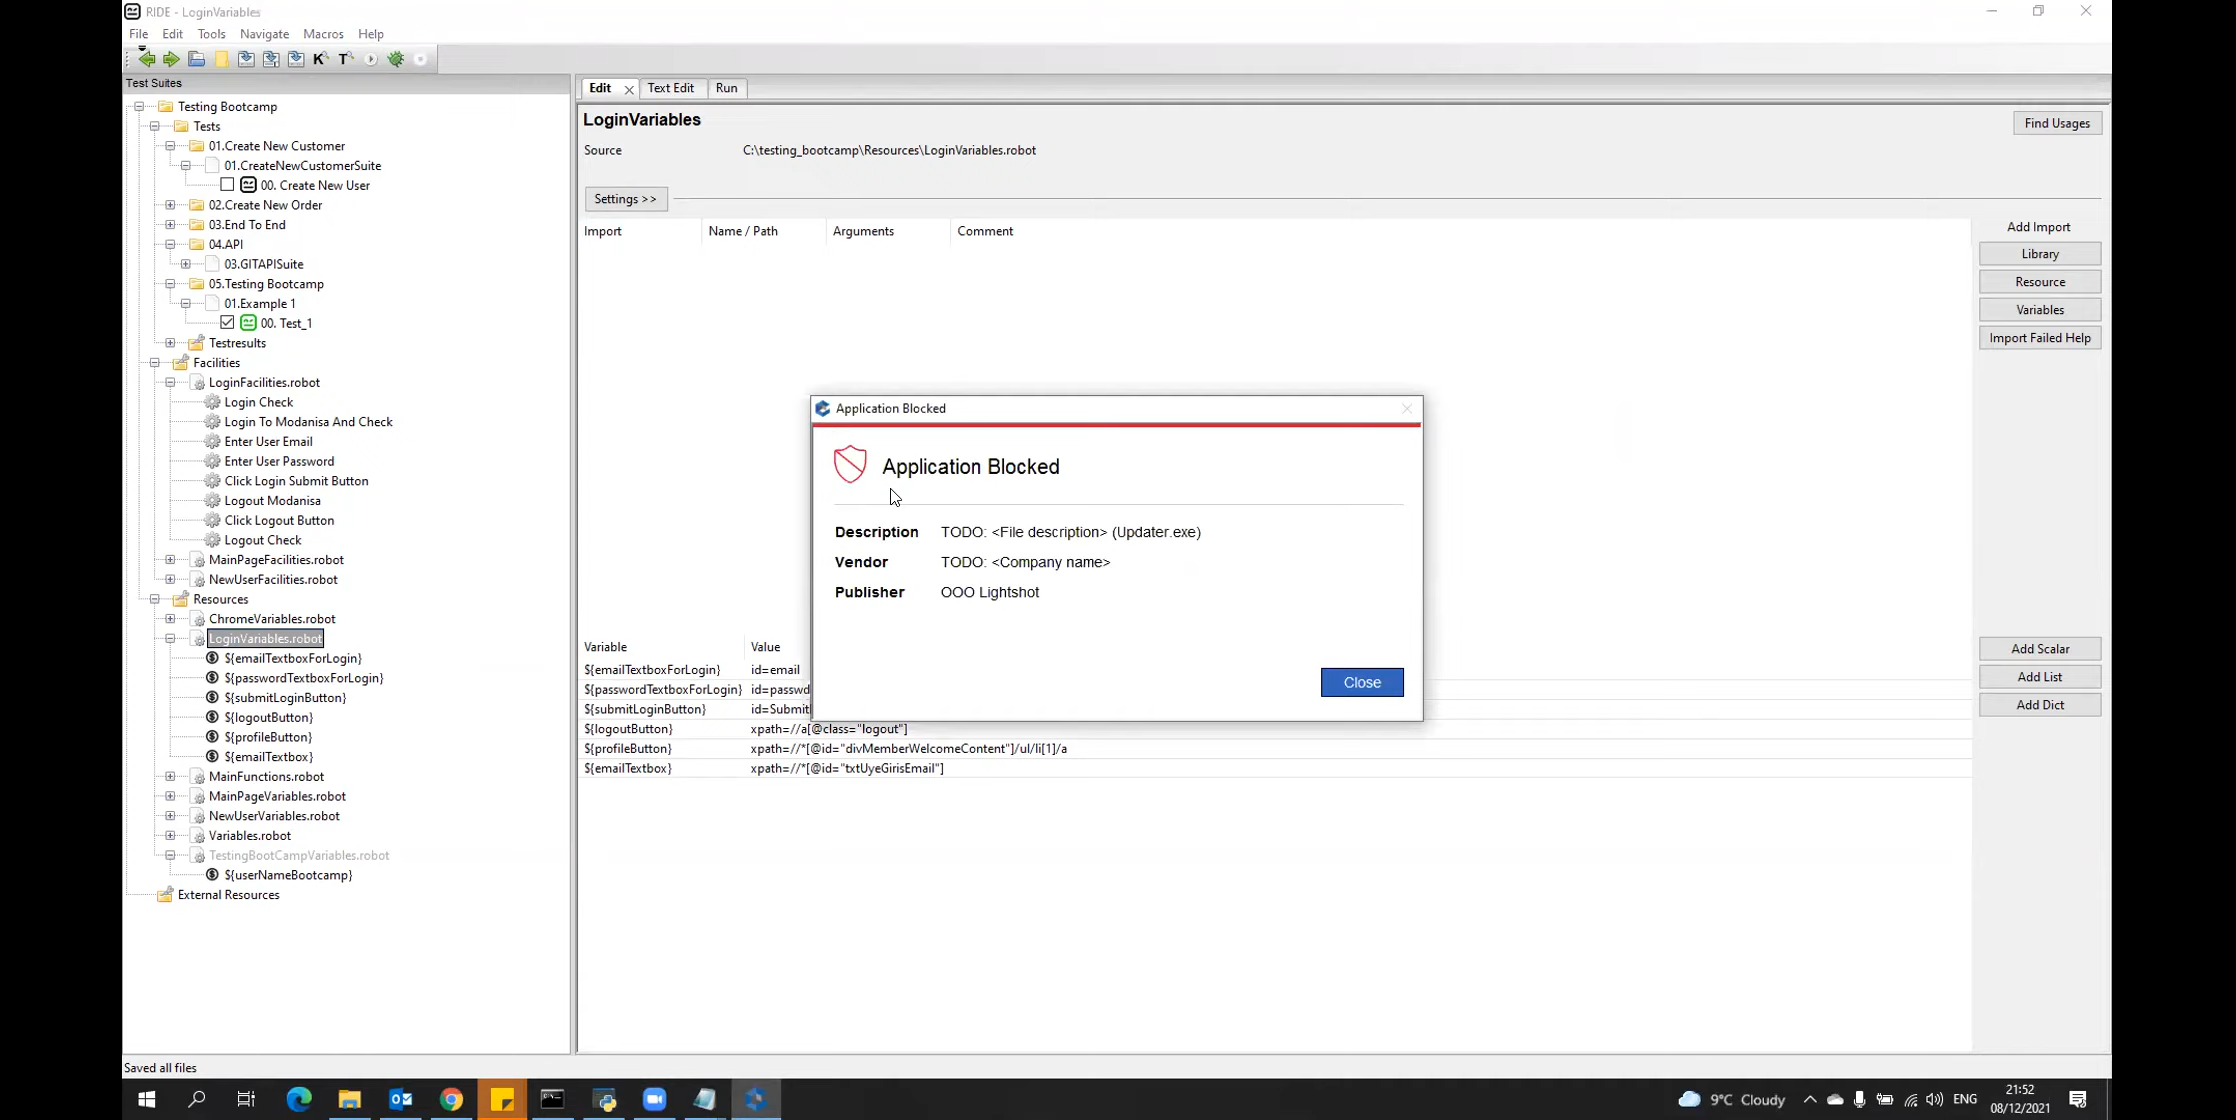 RIDE - LoginVariables
File Edit Tools Navigate Macros Help
Test Suites
Testing Bootcamp
Tests
01.Create New Customer
01.CreateNewCustomerSuite
00. Create New User
02.Create New Order
03.End To End
04.API
03.GITAPISuite
05.Testing Bootcamp
01.Example 1
00. Test_1
Testresults
Facilities
LoginFacilities.robot
Login Check
Login To Modanisa And Check
Enter User Email
Enter User Password
Click Login Submit Button
Logout Modanisa
Click Logout Button
Logout Check
MainPageFacilities.robot
NewUserFacilities.robot
Resources
ChromeVariables.robot
LoginVariables.robot
${emailTextboxForLogin}
${passwordTextboxForLogin}
${submitLoginButton}
${logoutButton}
${profileButton}
${emailTextbox}
MainFunctions.robot
MainPageVariables.robot
NewUserVariables.robot
Variables.robot
TestingBootCampVariables.robot
${userNameBootcamp}
External Resources
Edit Text Edit Run
LoginVariables
Find Usages
Source C:\testing_bootcamp\Resources\LoginVariables.robot
Settings >>
Import Name / Path Arguments Comment
Add Import
Library
Resource
Variables
Import Failed Help
Application Blocked
Application Blocked
Description TODO: <File description> (Updater.exe)
Vendor TODO: <Company name>
Publisher OOO Lightshot
Close
Variable Value
${emailTextboxForLogin} id=email
${passwordTextboxForLogin} id=passwd
${submitLoginButton} id=Submit
${logoutButton} xpath=//a[@class="logout"]
${profileButton} xpath=//*[@id="divMemberWelcomeContent"]/ul/li[1]/a
${emailTextbox} xpath=//*[@id="txtUyeGirisEmail"]
Add Scalar
Add List
Add Dict
Saved all files
9°C Cloudy ENG
21:52
08/12/2021